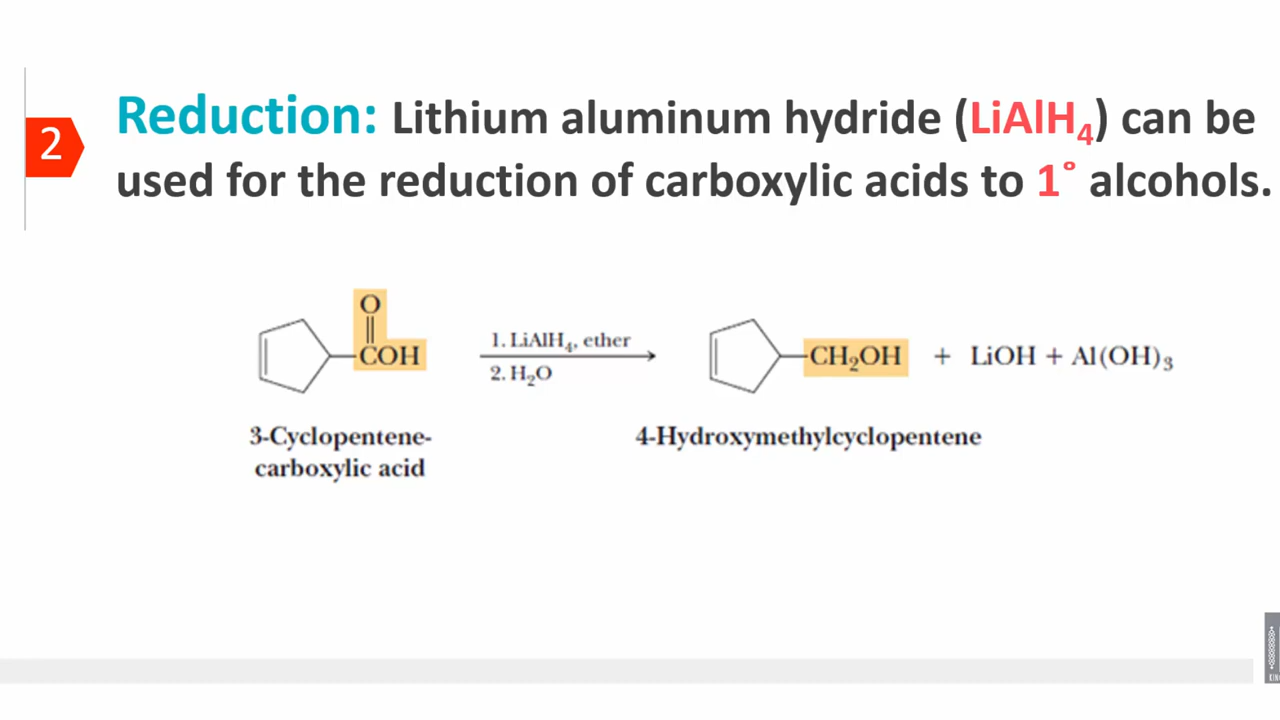 2
Reduction: Lithium aluminum hydride (LiAlH₄) can be
used for the reduction of carboxylic acids to 1˚ alcohols.
O
COH
1. LiAlH₄, ether
2. H₂O
CH₂OH + LiOH + Al(OH)₃
3-Cyclopentene-
carboxylic acid
4-Hydroxymethylcyclopentene